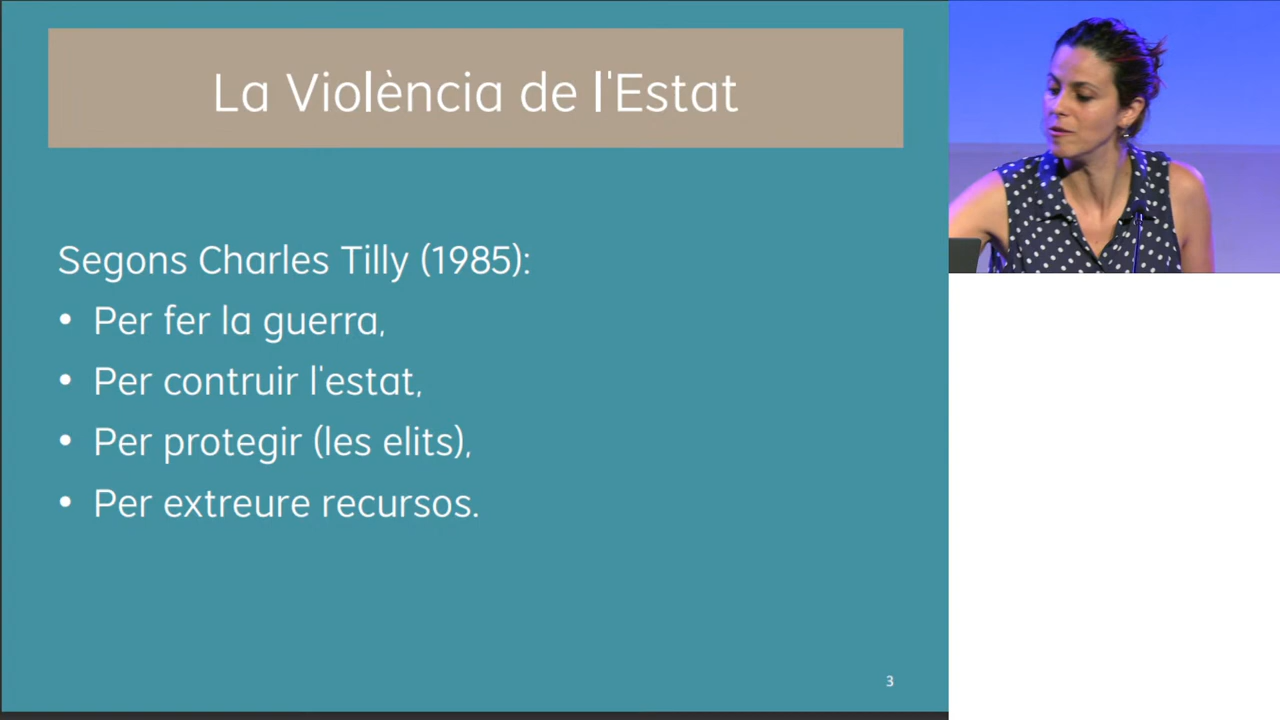 La Violència de l'Estat
Segons Charles Tilly (1985):
• Per fer la guerra,
• Per contruir l'estat,
• Per protegir (les elits),
• Per extreure recursos.
3